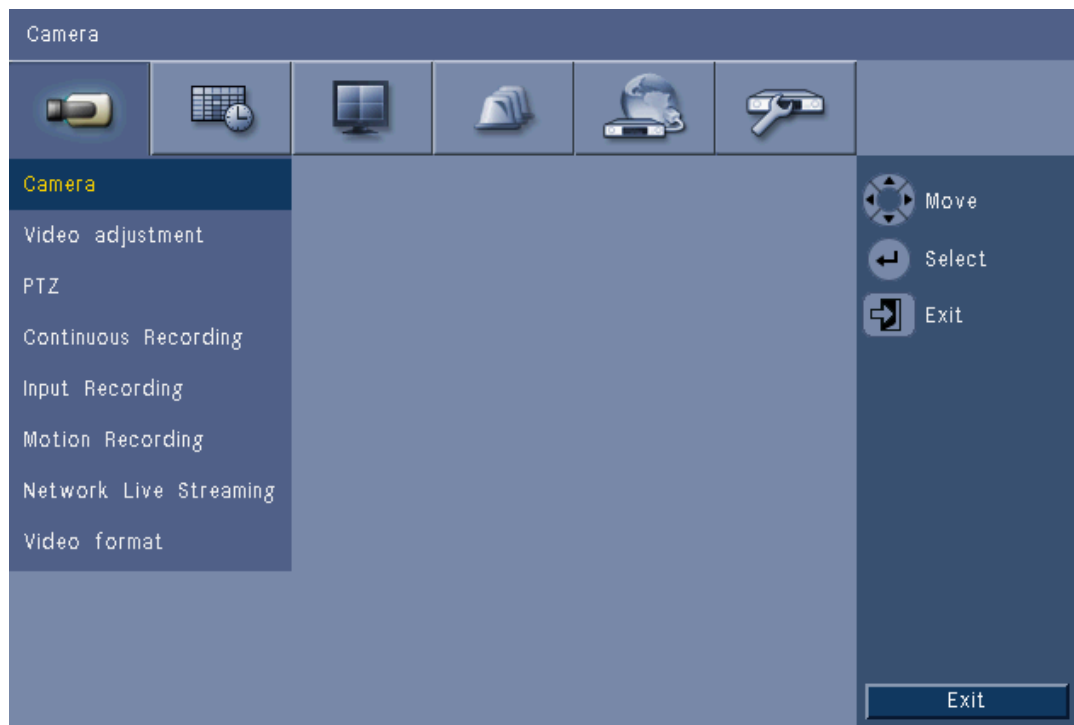 Camera
Camera
Video adjustment
PTZ
Continuous Recording
Input Recording
Motion Recording
Network Live Streaming
Video format
Move
Select
Exit
Exit